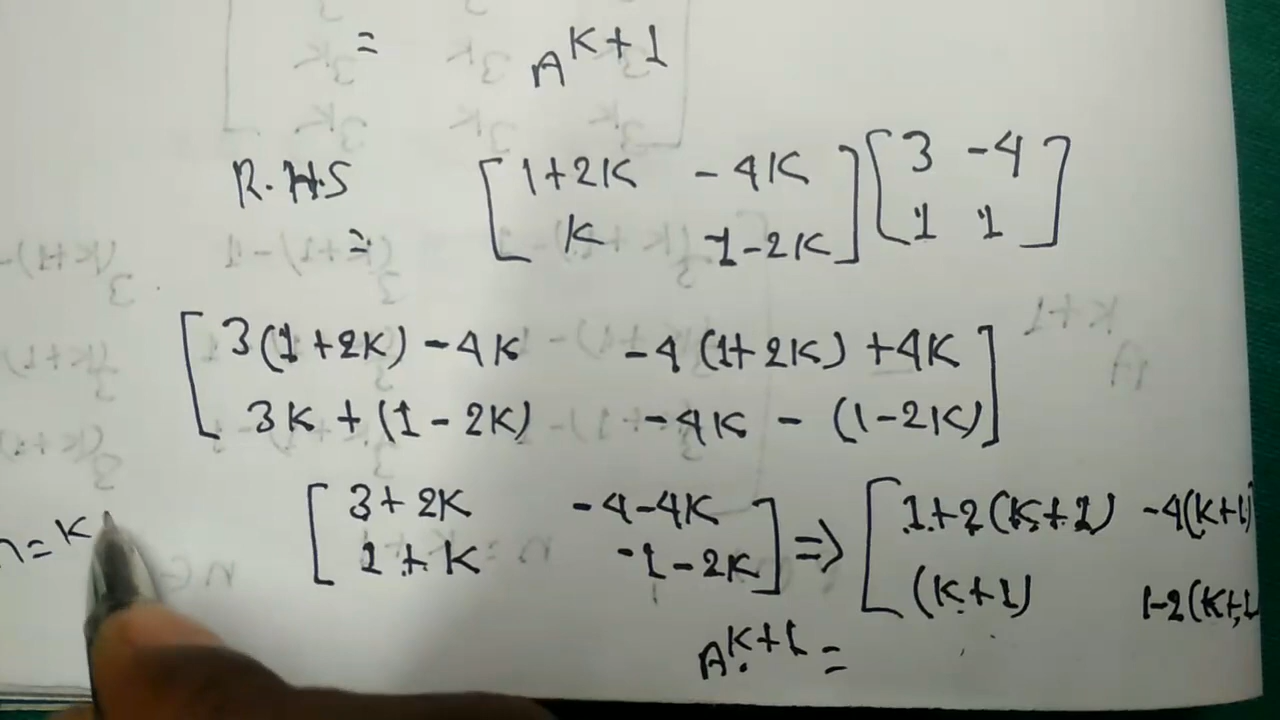 = A^K+1
R.H.S
= [1+2K -4K] [3 -4]
[K 1-2K] [1 1]
[3(1+2K) -4K -4(1+2K) +4K]
[3K + (1-2K) -4K - (1-2K)]
[3+2K -4-4K] => [1+2(K+1) -4(K+1)
[1+K -1-2K] [(K+1) 1-2(K+1
n=K
A^K+1 =